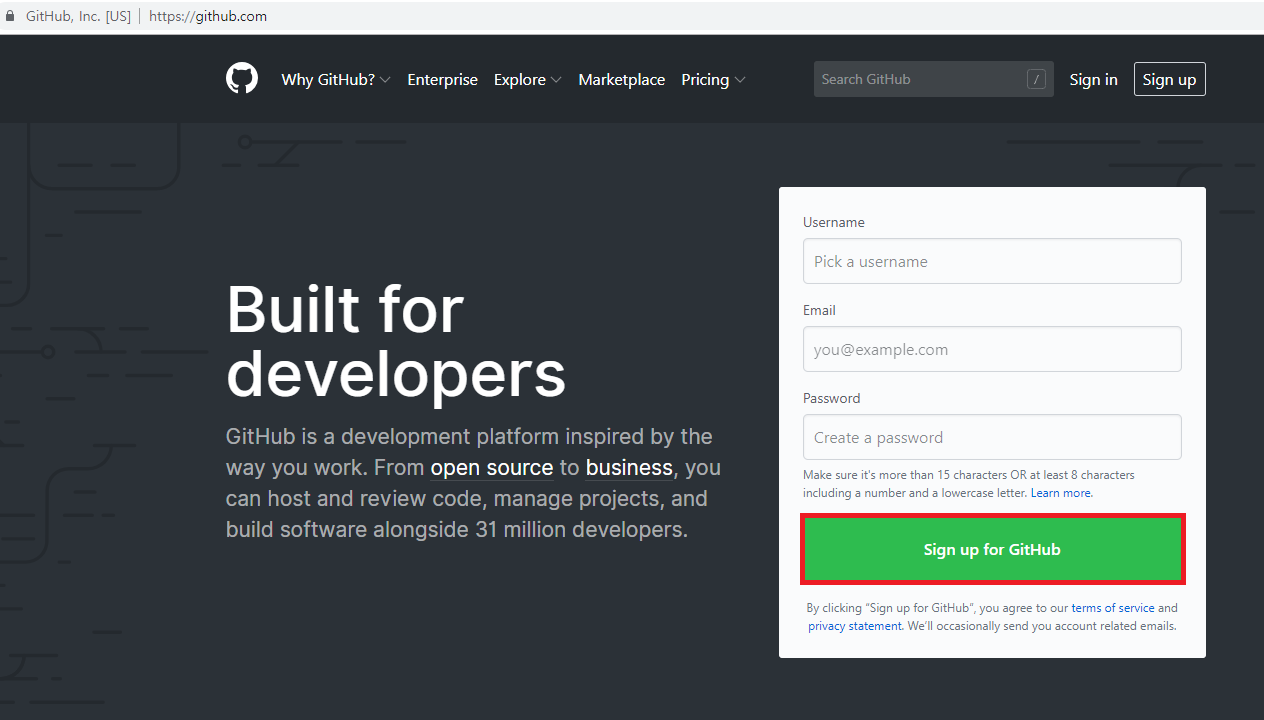 GitHub, Inc. [US] | https://github.com
Why GitHub? Enterprise Explore Marketplace Pricing Search GitHub / Sign in Sign up
Built for
developers
GitHub is a development platform inspired by the
way you work. From open source to business, you
can host and review code, manage projects, and
build software alongside 31 million developers.
Username
Pick a username
Email
you@example.com
Password
Create a password
Make sure it's more than 15 characters OR at least 8 characters
including a number and a lowercase letter. Learn more.
Sign up for GitHub
By clicking “Sign up for GitHub”, you agree to our terms of service and
privacy statement. We’ll occasionally send you account related emails.